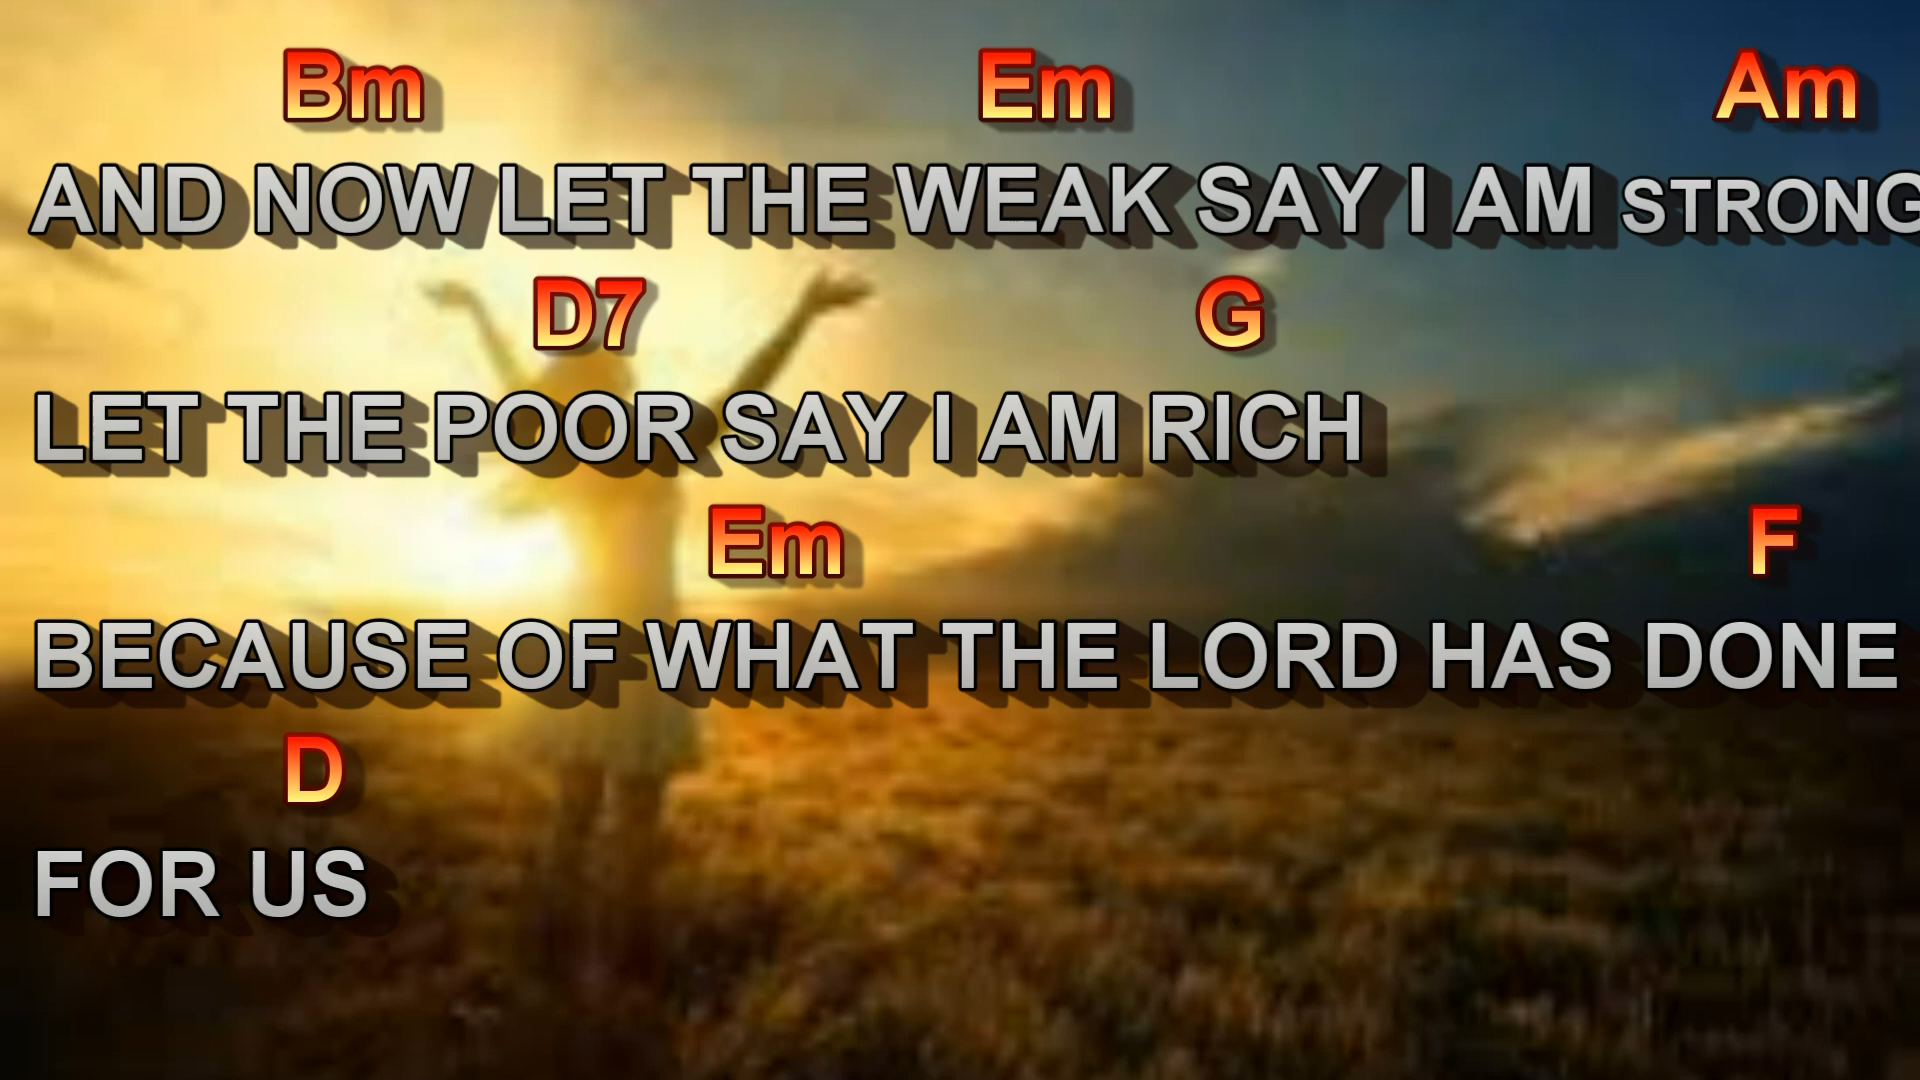 Bm Em Am
AND NOW LET THE WEAK SAY I AM STRONG
D7 G
LET THE POOR SAY I AM RICH
Em F
BECAUSE OF WHAT THE LORD HAS DONE
D
FOR US